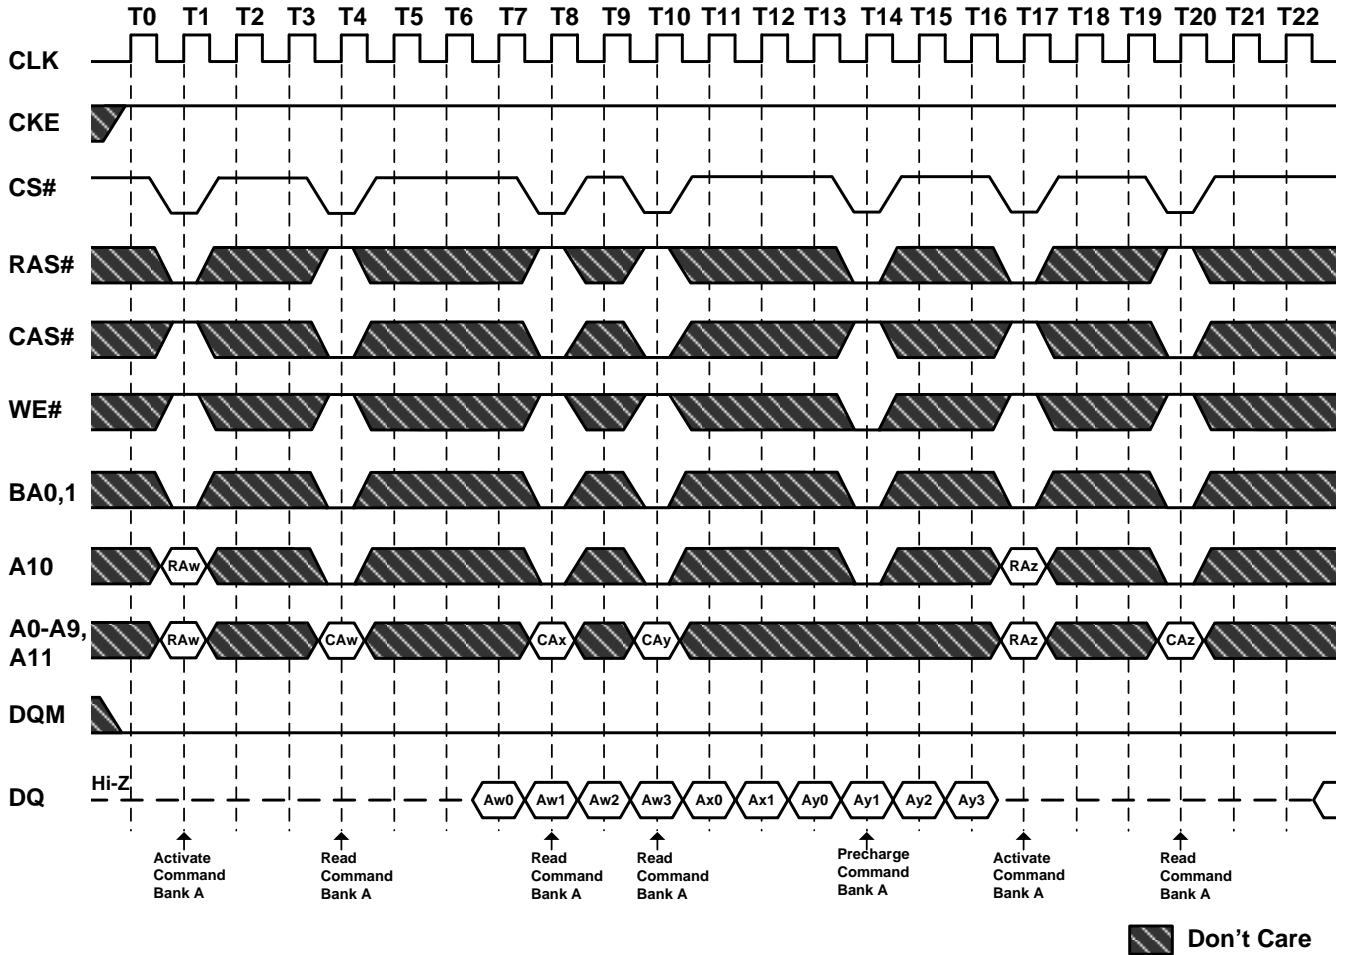 T0 T1 T2 T3 T4 T5 T6 T7 T8 T9 T10 T11 T12 T13 T14 T15 T16 T17 T18 T19 T20 T21 T22
CLK
CKE
CS#
RAS#
CAS#
WE#
BA0,1
A10
RAw RAz
A0-A9,
A11
RAw CAw CAx CAy RAz CAz
DQM
Hi-Z
DQ
Aw0 Aw1 Aw2 Aw3 Ax0 Ax1 Ay0 Ay1 Ay2 Ay3
Activate
Command
Bank A
Read
Command
Bank A
Read
Command
Bank A
Read
Command
Bank A
Precharge
Command
Bank A
Activate
Command
Bank A
Read
Command
Bank A
Don't Care